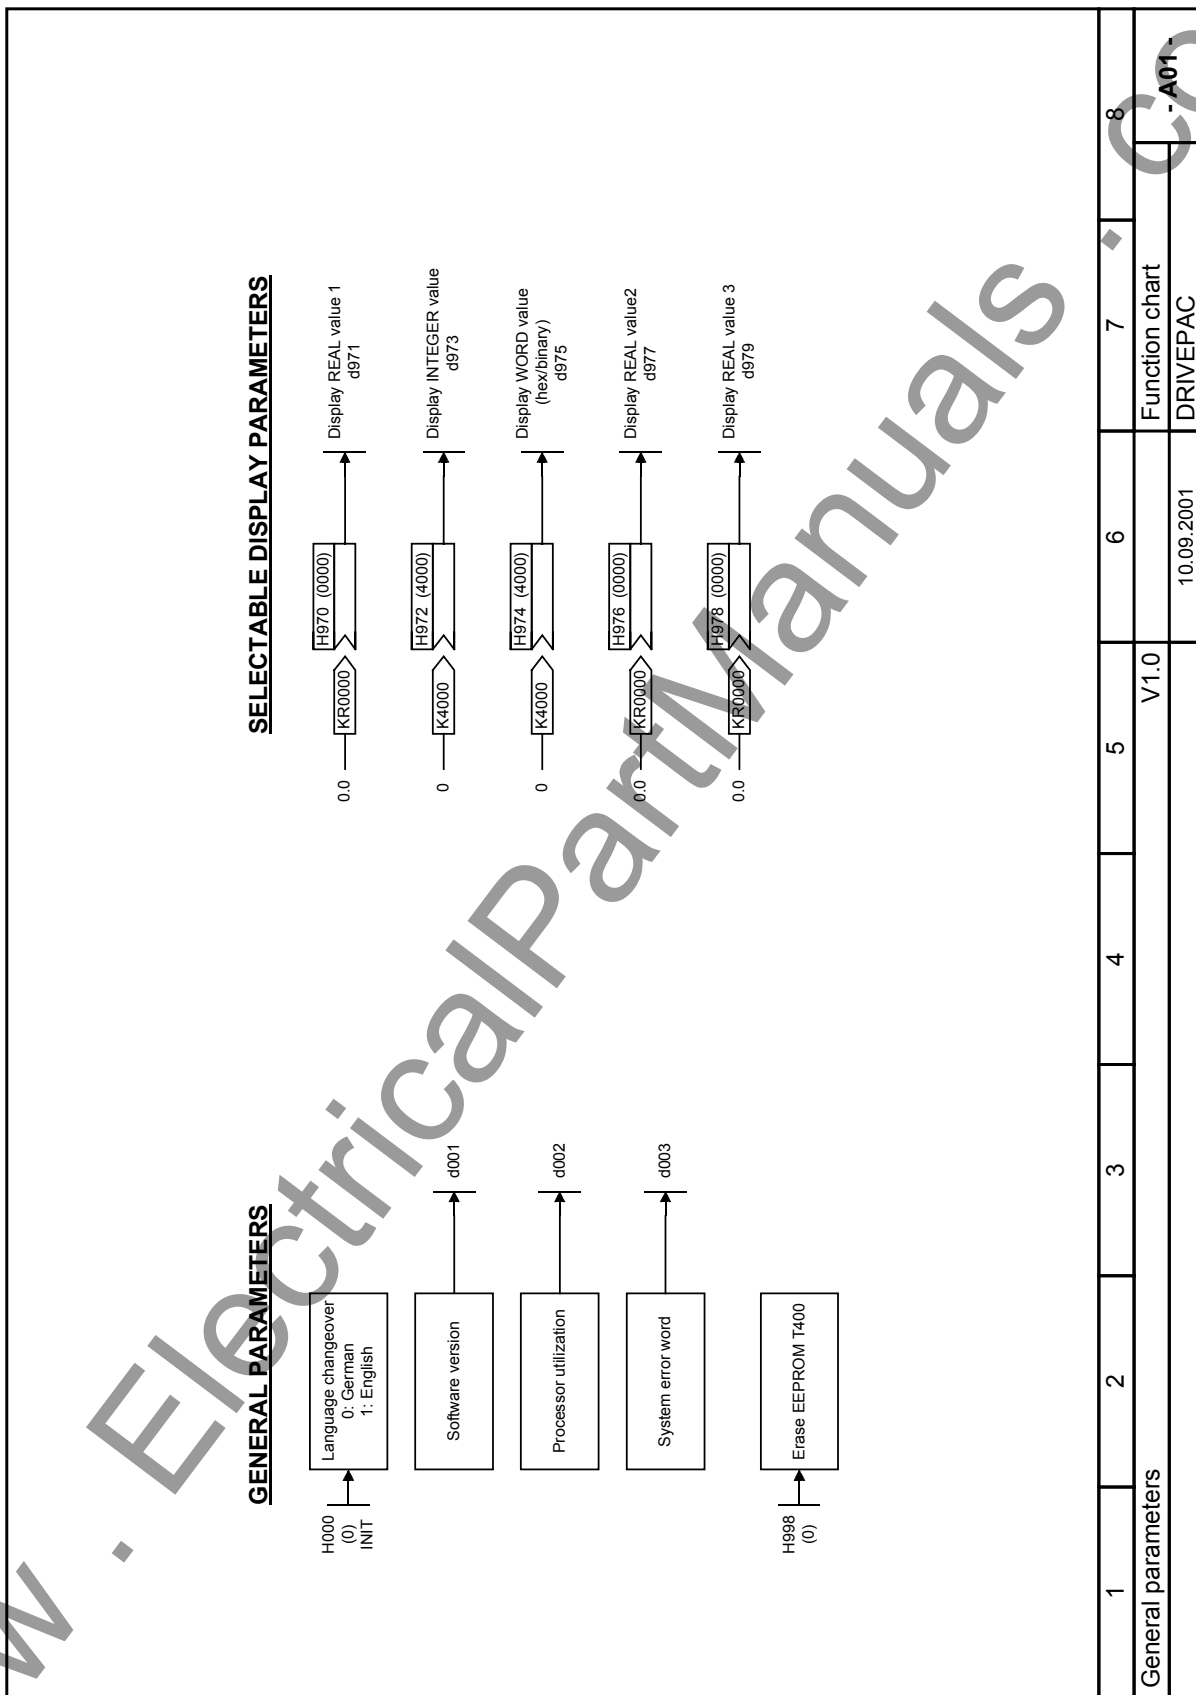 GENERAL PARAMETERS
H000
(0)
INIT
Language changeover
0: German
1: English
Software version
d001
Processor utilization
d002
System error word
d003
H998
(0)
Erase EEPROM T400
SELECTABLE DISPLAY PARAMETERS
0.0
KR0000
H970 (0000)
Display REAL value 1
d971
0
K4000
H972 (4000)
Display INTEGER value
d973
0
K4000
H974 (4000)
Display WORD value
(hex/binary)
d975
0.0
KR0000
H976 (0000)
Display REAL value2
d977
0.0
KR0000
H978 (0000)
Display REAL value 3
d979
1 2 3 4 5 6 7 8
General parameters
V1.0
Function chart
- A01 -
10.09.2001
DRIVEPAC
w . ElectricalPartManuals . co